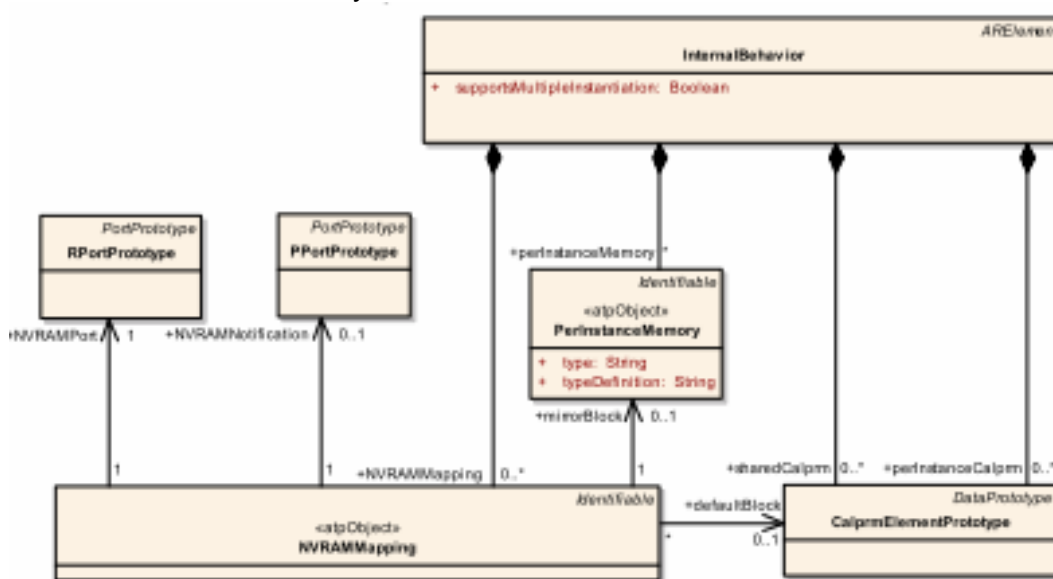 ARElemen
InternalBehavior
+ supportsMultipleInstantiation: Boolean
PortPrototype
RPortPrototype
PortPrototype
PPortPrototype
+perInstanceMemory *
Identifiable
«atpObject»
PerInstanceMemory
+ type: String
+ typeDefinition: String
+NVRAMPort 1
+NVRAMNotification 0..1
+mirrorBlock 0..1
1
1
+NVRAMMapping 0..*
1
+sharedCalprm 0..*
+perInstanceCalprm 0..*
Identifiable
«atpObject»
NVRAMMapping
+defaultBlock
*
0..1
DataPrototype
CalprmElementPrototype